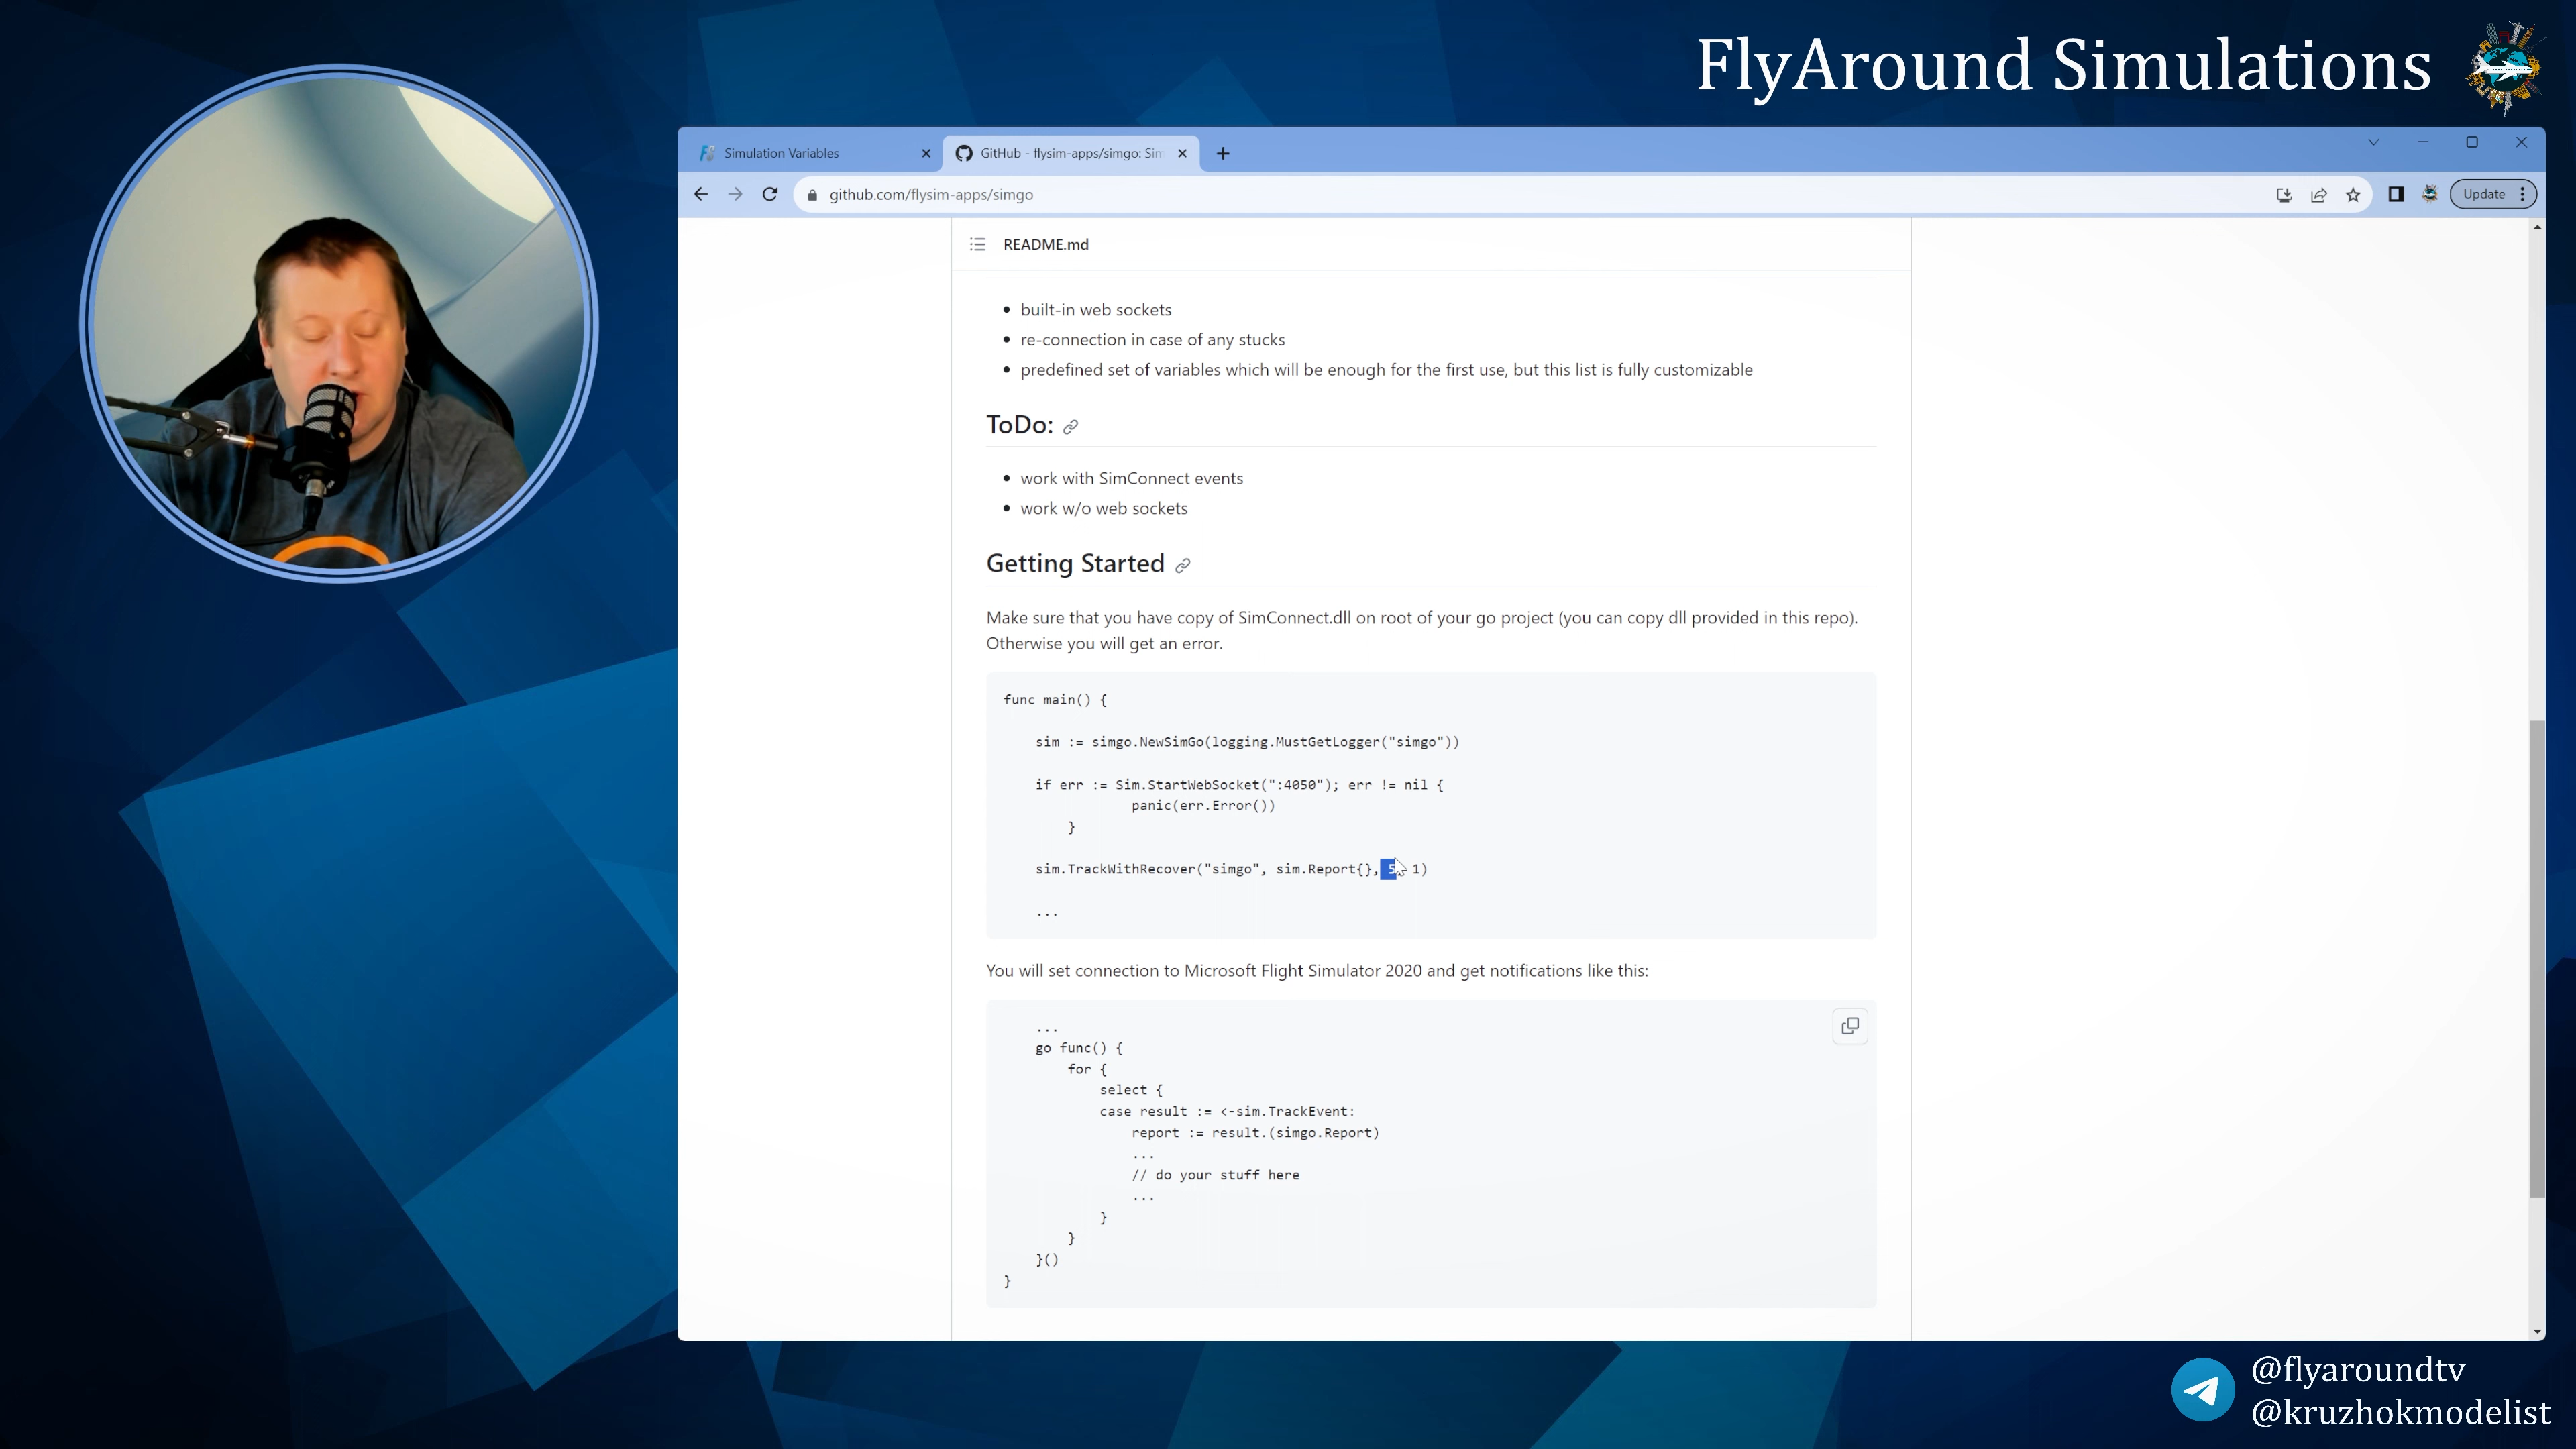 FlyAround Simulations
Simulation Variables
GitHub - flysim-apps/simgo: Sim
github.com/flysim-apps/simgo
Update
README.md
built-in web sockets
re-connection in case of any stucks
predefined set of variables which will be enough for the first use, but this list is fully customizable
ToDo:
work with SimConnect events
work w/o web sockets
Getting Started
Make sure that you have copy of SimConnect.dll on root of your go project (you can copy dll provided in this repo).
Otherwise you will get an error.
func main() {
sim := simgo.NewSimGo(logging.MustGetLogger("simgo"))
if err := Sim.StartWebSocket(":4050"); err != nil {
panic(err.Error())
}
sim.TrackWithRecover("simgo", sim.Report{}, 5, 1)
...
You will set connection to Microsoft Flight Simulator 2020 and get notifications like this:
...
go func() {
for {
select {
case result := <-sim.TrackEvent:
report := result.(simgo.Report)
...
// do your stuff here
...
}
}
}()
}
@flyaroundtv
@kruzhokmodelist